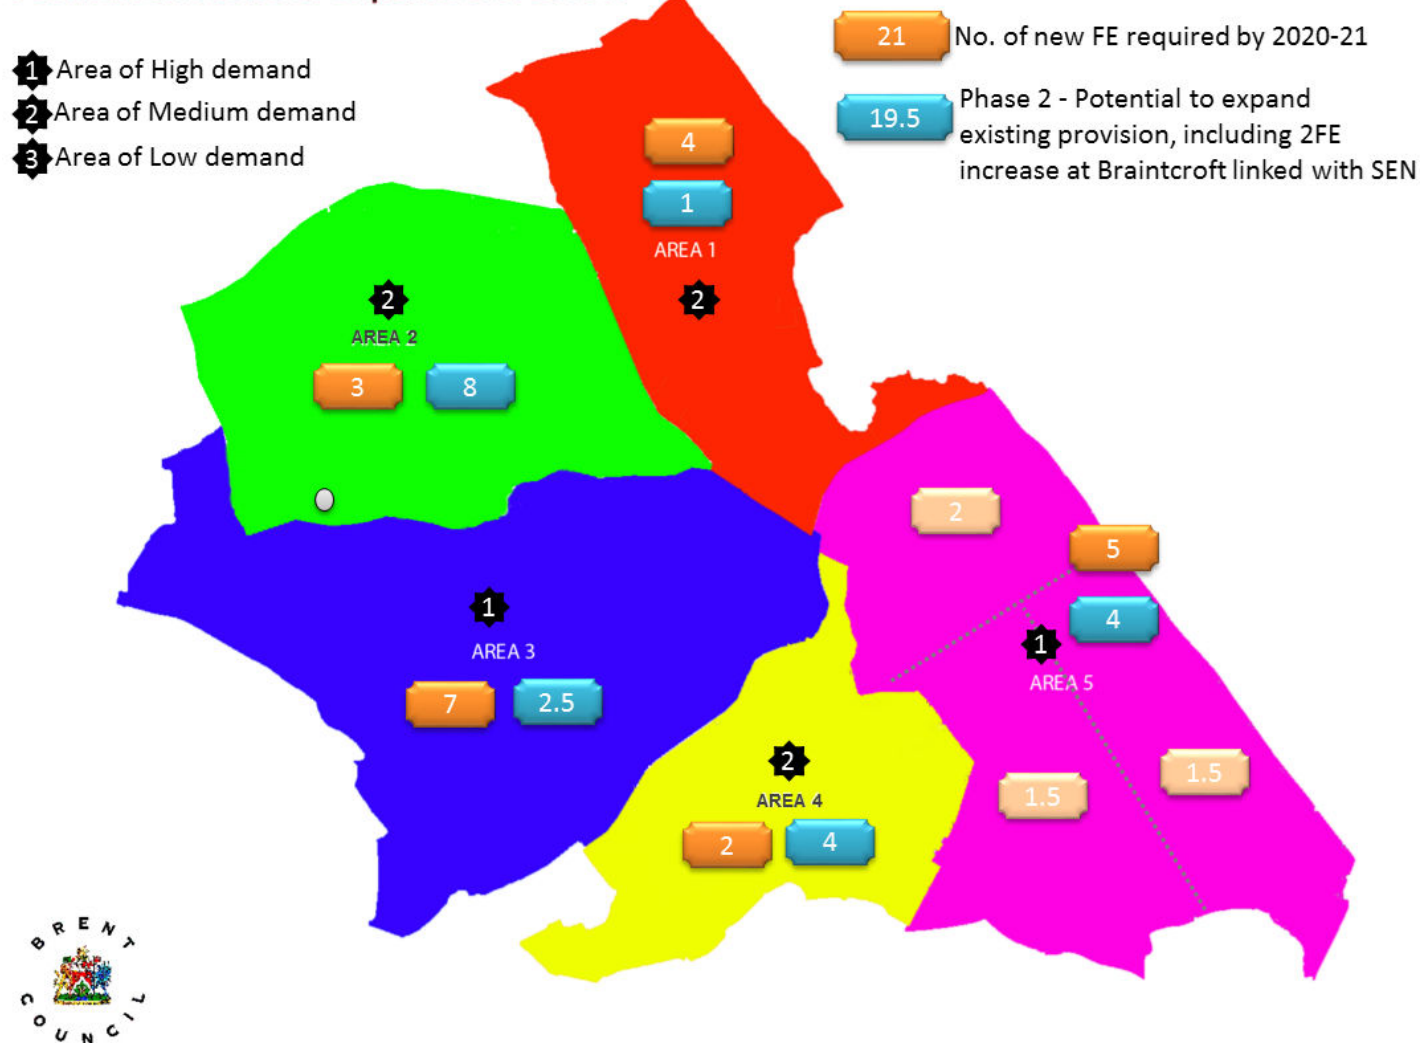 1 Area of High demand
2 Area of Medium demand
3 Area of Low demand
21 No. of new FE required by 2020-21
19.5 Phase 2 - Potential to expand
existing provision, including 2FE
increase at Braintcroft linked with SEN
4
1
AREA 1
2
2
AREA 2
3 8
2
5
4
1
AREA 5
1
AREA 3
7 2.5
2
AREA 4
2 4
1.5
1.5
BRENT
COUNCIL